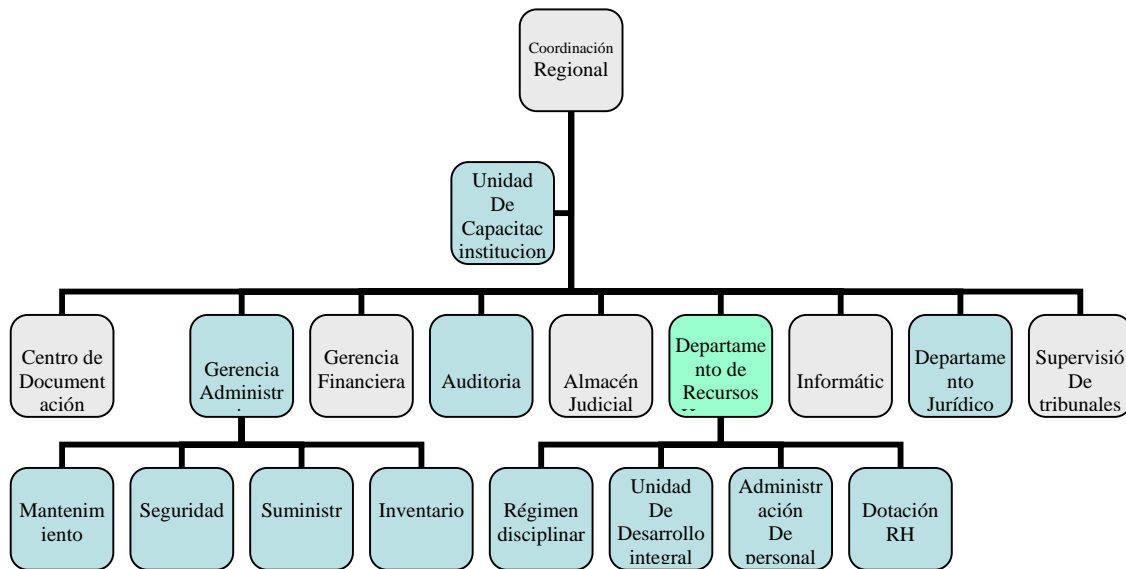 Coordinación
Regional
Unidad
De
Capacitac
institucion
Centro de
Document
ación
Gerencia
Administr
Gerencia
Financiera
Auditoria
Almacén
Judicial
Departame
nto de
Recursos
Informátic
Departame
nto
Jurídico
Supervisió
De
tribunales
Mantenim
iento
Seguridad
Suministr
Inventario
Régimen
disciplinar
Unidad
De
Desarrollo
integral
Administr
ación
De
personal
Dotación
RH